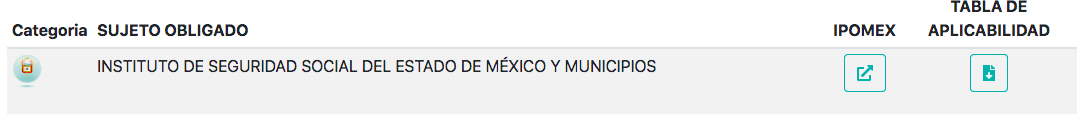 Categoria SUJETO OBLIGADO IPOMEX TABLA DE APLICABILIDAD
INSTITUTO DE SEGURIDAD SOCIAL DEL ESTADO DE MÉXICO Y MUNICIPIOS